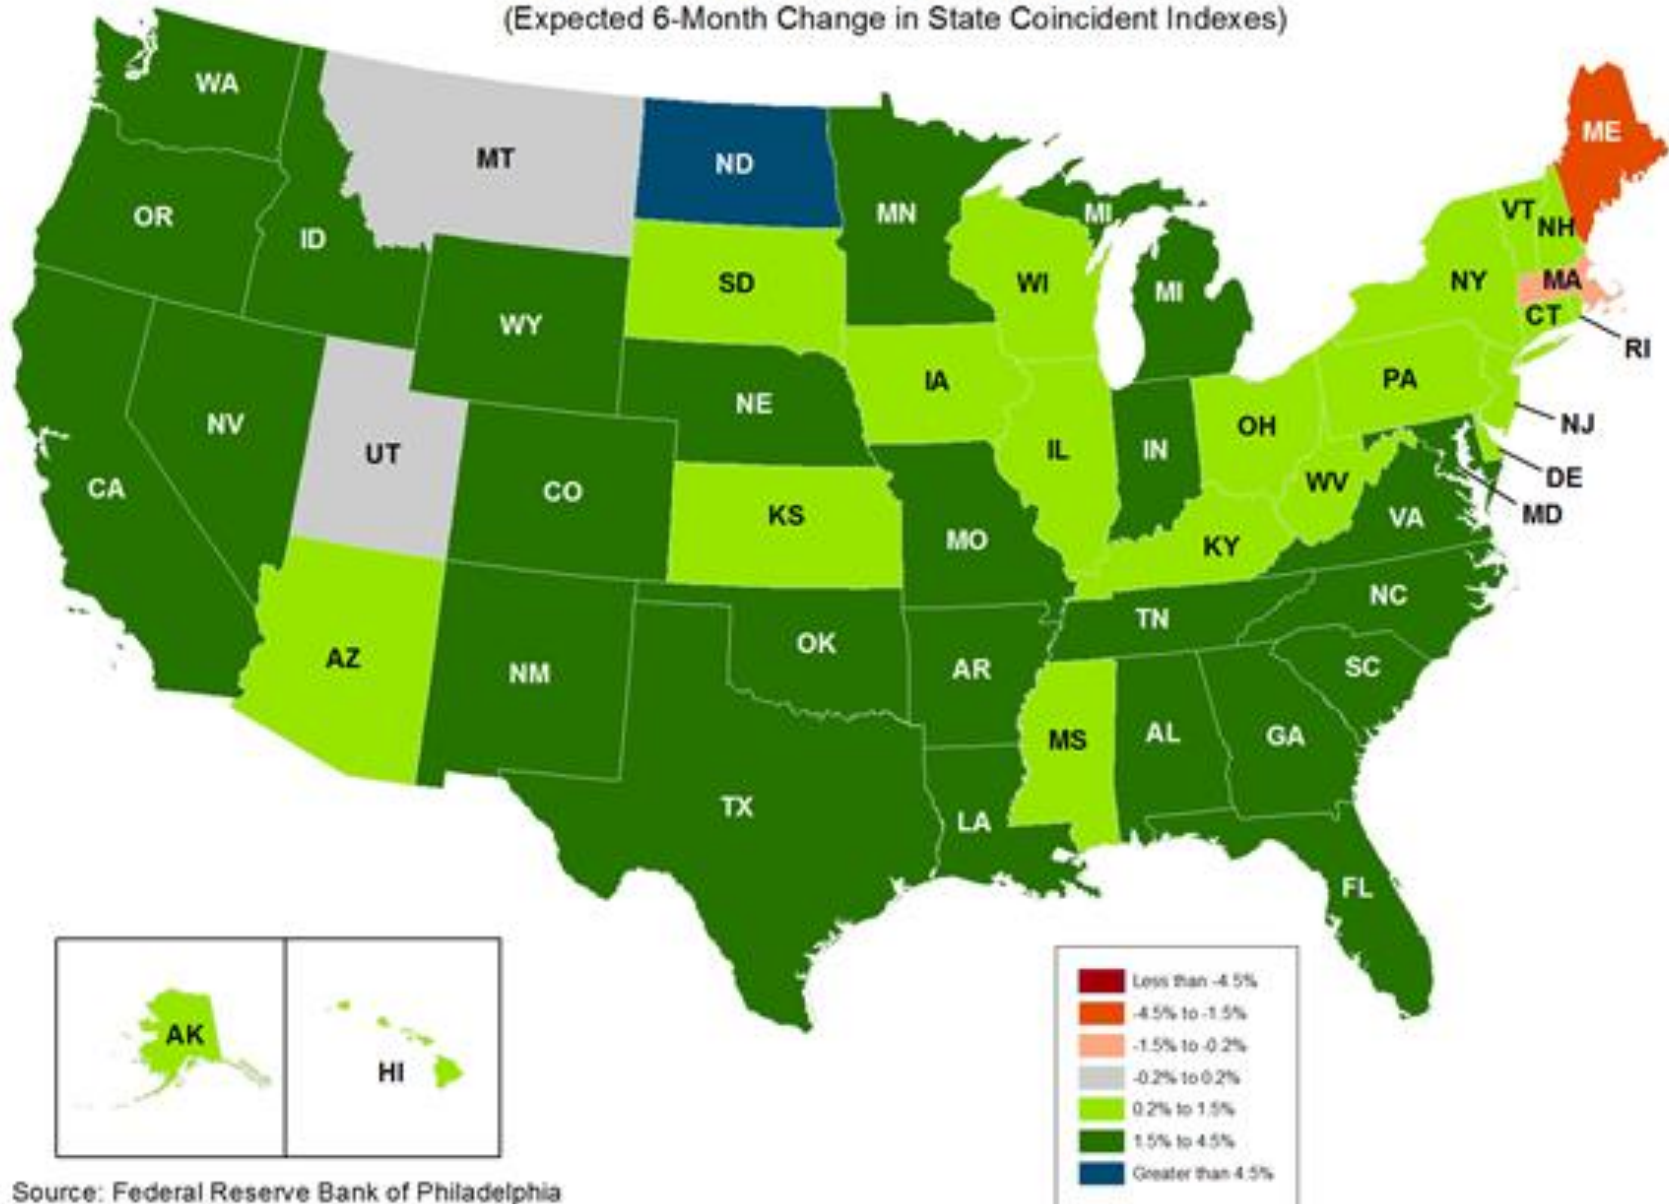 (Expected 6-Month Change in State Coincident Indexes)
WA
MT
ND
ME
OR
ID
MN
MI
VT
NH
SD
WI
MI
NY
MA
WY
CT
RI
IA
PA
NE
NV
UT
IL
IN
OH
NJ
CA
CO
WV
DE
KS
MD
VA
MO
KY
NC
TN
OK
AZ
NM
AR
SC
MS
AL
GA
TX
LA
FL
AK
HI
Less than -4.5%
-4.5% to -1.5%
-1.5% to -0.2%
-0.2% to 0.2%
0.2% to 1.5%
1.5% to 4.5%
Greater than 4.5%
Source: Federal Reserve Bank of Philadelphia